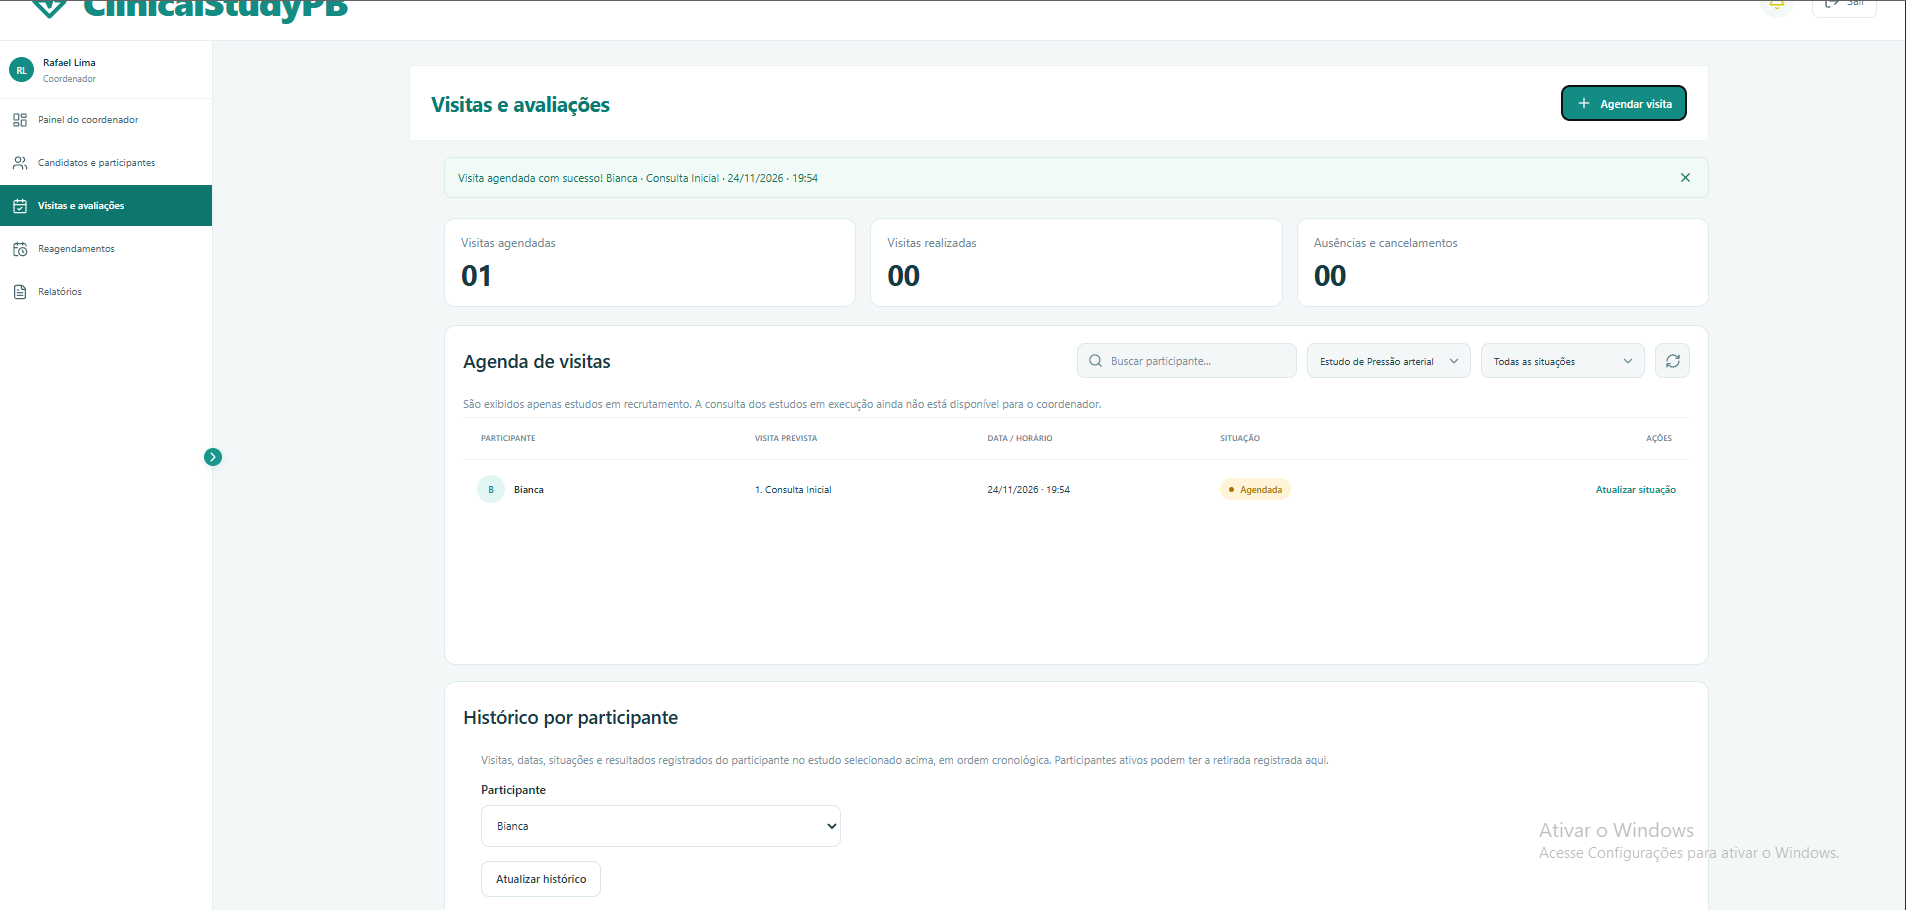 ClinicalStudyPB
Sair
RL
Rafael Lima
Coordenador
Painel do coordenador
Candidatos e participantes
Visitas e avaliações
Reagendamentos
Relatórios
Visitas e avaliações
Agendar visita
Visita agendada com sucesso! Bianca · Consulta Inicial · 24/11/2026 · 19:54
Visitas agendadas
01
Visitas realizadas
00
Ausências e cancelamentos
00
Agenda de visitas
Buscar participante...
Estudo de Pressão arterial
Todas as situações
São exibidos apenas estudos em recrutamento. A consulta dos estudos em execução ainda não está disponível para o coordenador.
PARTICIPANTE VISITA PREVISTA DATA / HORÁRIO SITUAÇÃO AÇÕES
B Bianca 1. Consulta Inicial 24/11/2026 · 19:54 Agendada Atualizar situação
Histórico por participante
Visitas, datas, situações e resultados registrados do participante no estudo selecionado acima, em ordem cronológica. Participantes ativos podem ter a retirada registrada aqui.
Participante
Bianca
Atualizar histórico
Ativar o Windows
Acesse Configurações para ativar o Windows.